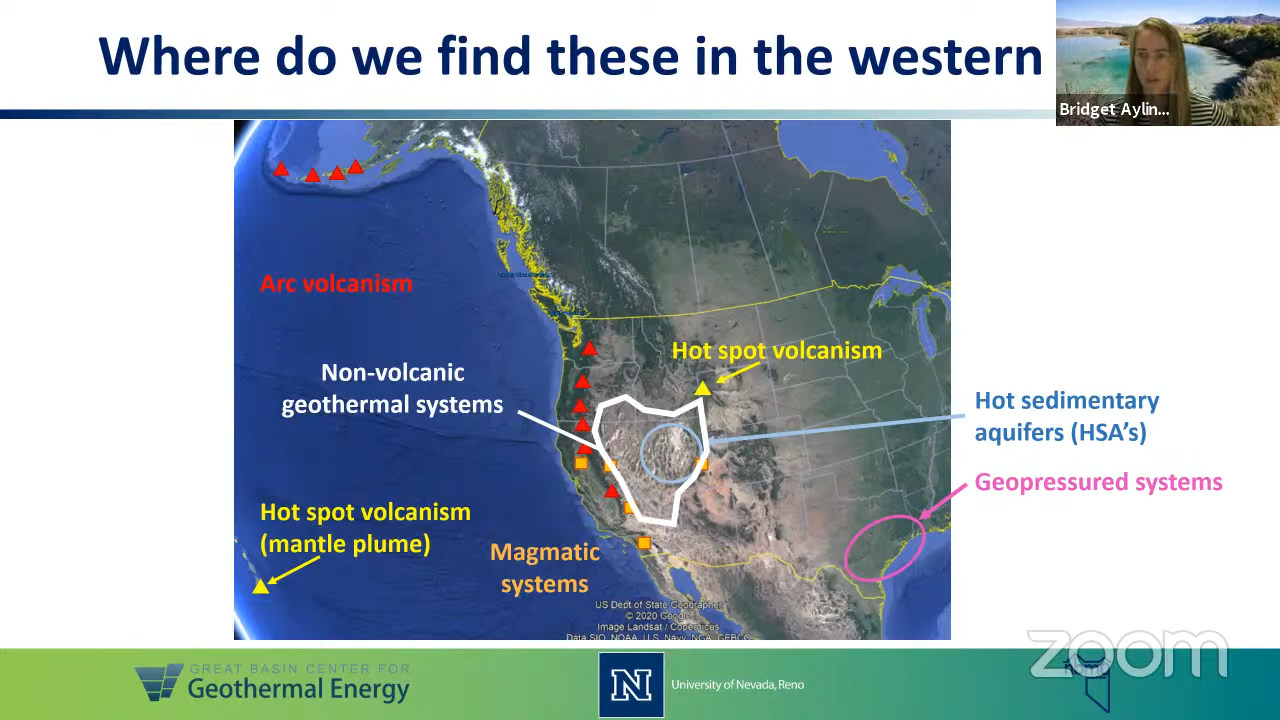 Where do we find these in the western
Bridget Aylin...
Arc volcanism
Hot spot volcanism
Non-volcanic
geothermal systems
Hot sedimentary
aquifers (HSA's)
Geopressured systems
Hot spot volcanism
(mantle plume)
Magmatic
systems
US Dept of State Geographer
© 2020 Google
Image Landsat / Copernicus
Data SIO, NOAA, U.S. Navy, NGA, GEBCO
GREAT BASIN CENTER FOR
Geothermal Energy
N
University of Nevada, Reno
zoom